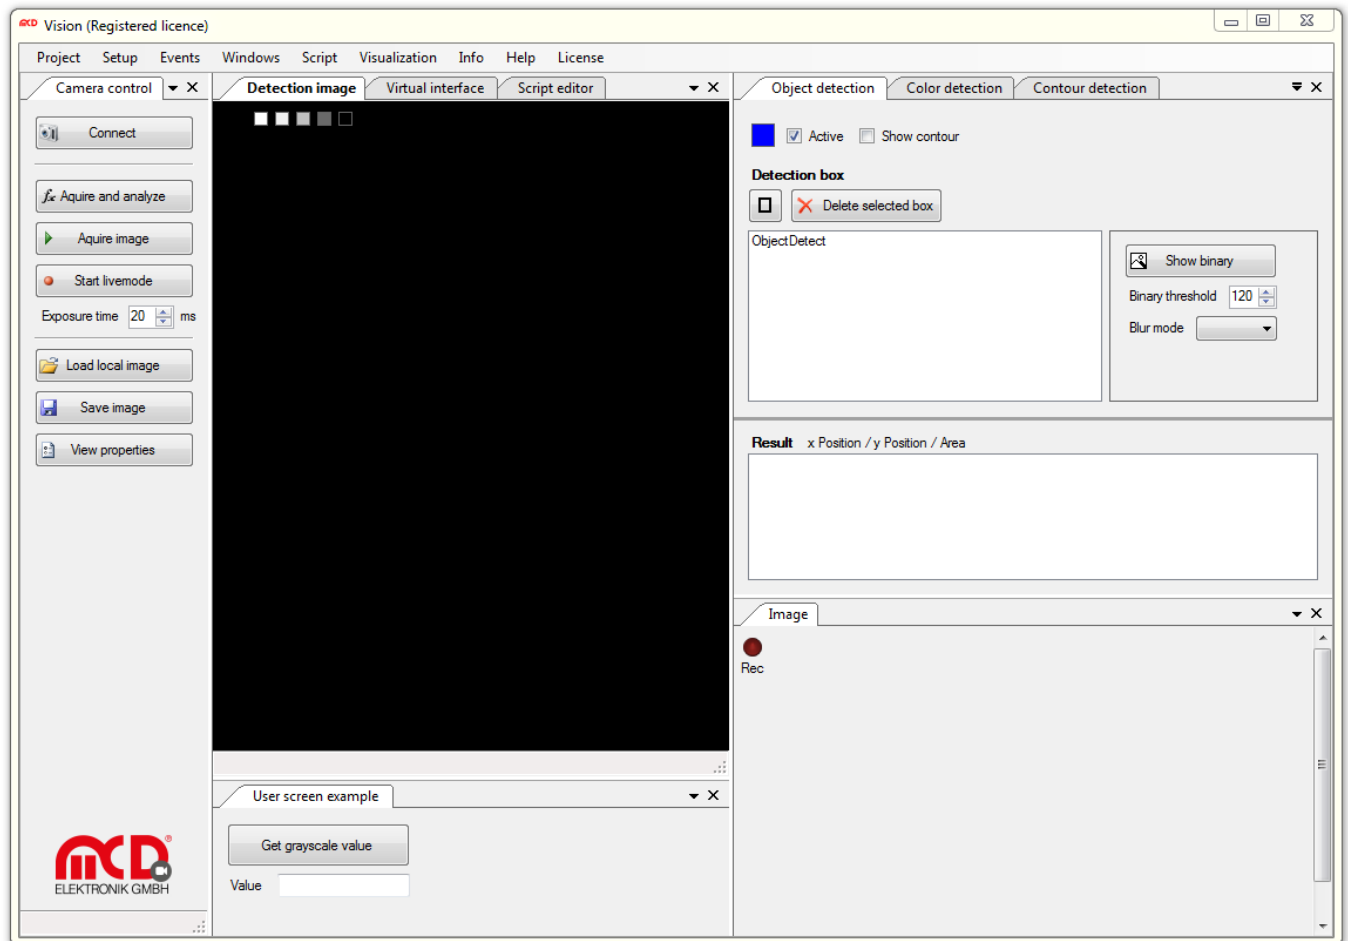 MCD Vision (Registered licence)
Project Setup Events Windows Script Visualization Info Help License
Camera control
Connect
fx Aquire and analyze
Aquire image
Start livemode
Exposure time 20 ms
Load local image
Save image
View properties
MCD®
ELEKTRONIK GMBH
Detection image Virtual interface Script editor
User screen example
Get grayscale value
Value
Object detection Color detection Contour detection
Active Show contour
Detection box
Delete selected box
ObjectDetect
Show binary
Binary threshold 120
Blur mode
Result x Position / y Position / Area
Image
Rec